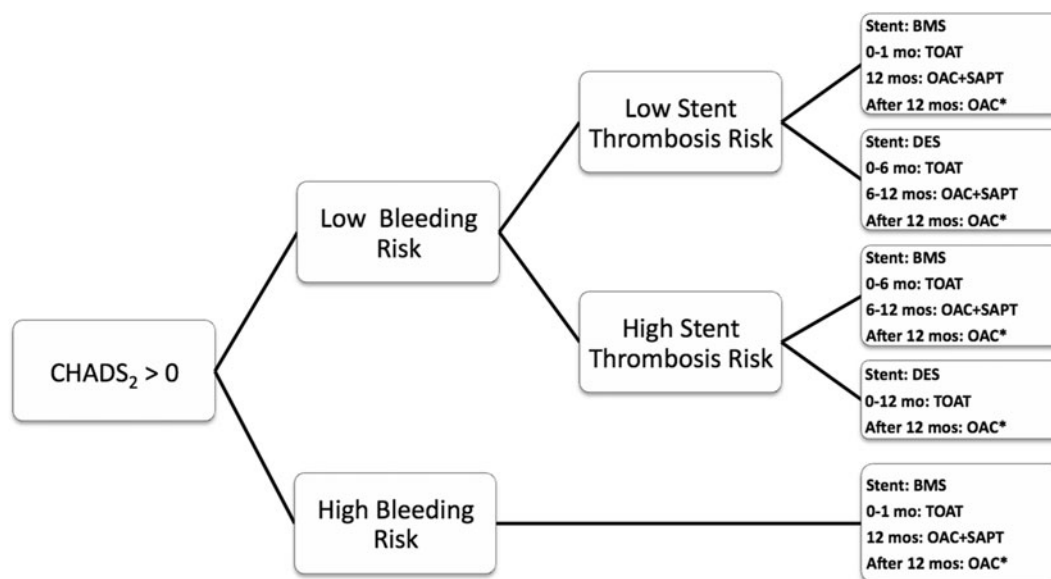 CHADS₂ > 0
Low Bleeding
Risk
High Bleeding
Risk
Low Stent
Thrombosis Risk
High Stent
Thrombosis Risk
Stent: BMS
0-1 mo: TOAT
12 mos: OAC+SAPT
After 12 mos: OAC*
Stent: DES
0-6 mo: TOAT
6-12 mos: OAC+SAPT
After 12 mos: OAC*
Stent: BMS
0-6 mo: TOAT
6-12 mos: OAC+SAPT
After 12 mos: OAC*
Stent: DES
0-12 mo: TOAT
After 12 mos: OAC*
Stent: BMS
0-1 mo: TOAT
12 mos: OAC+SAPT
After 12 mos: OAC*